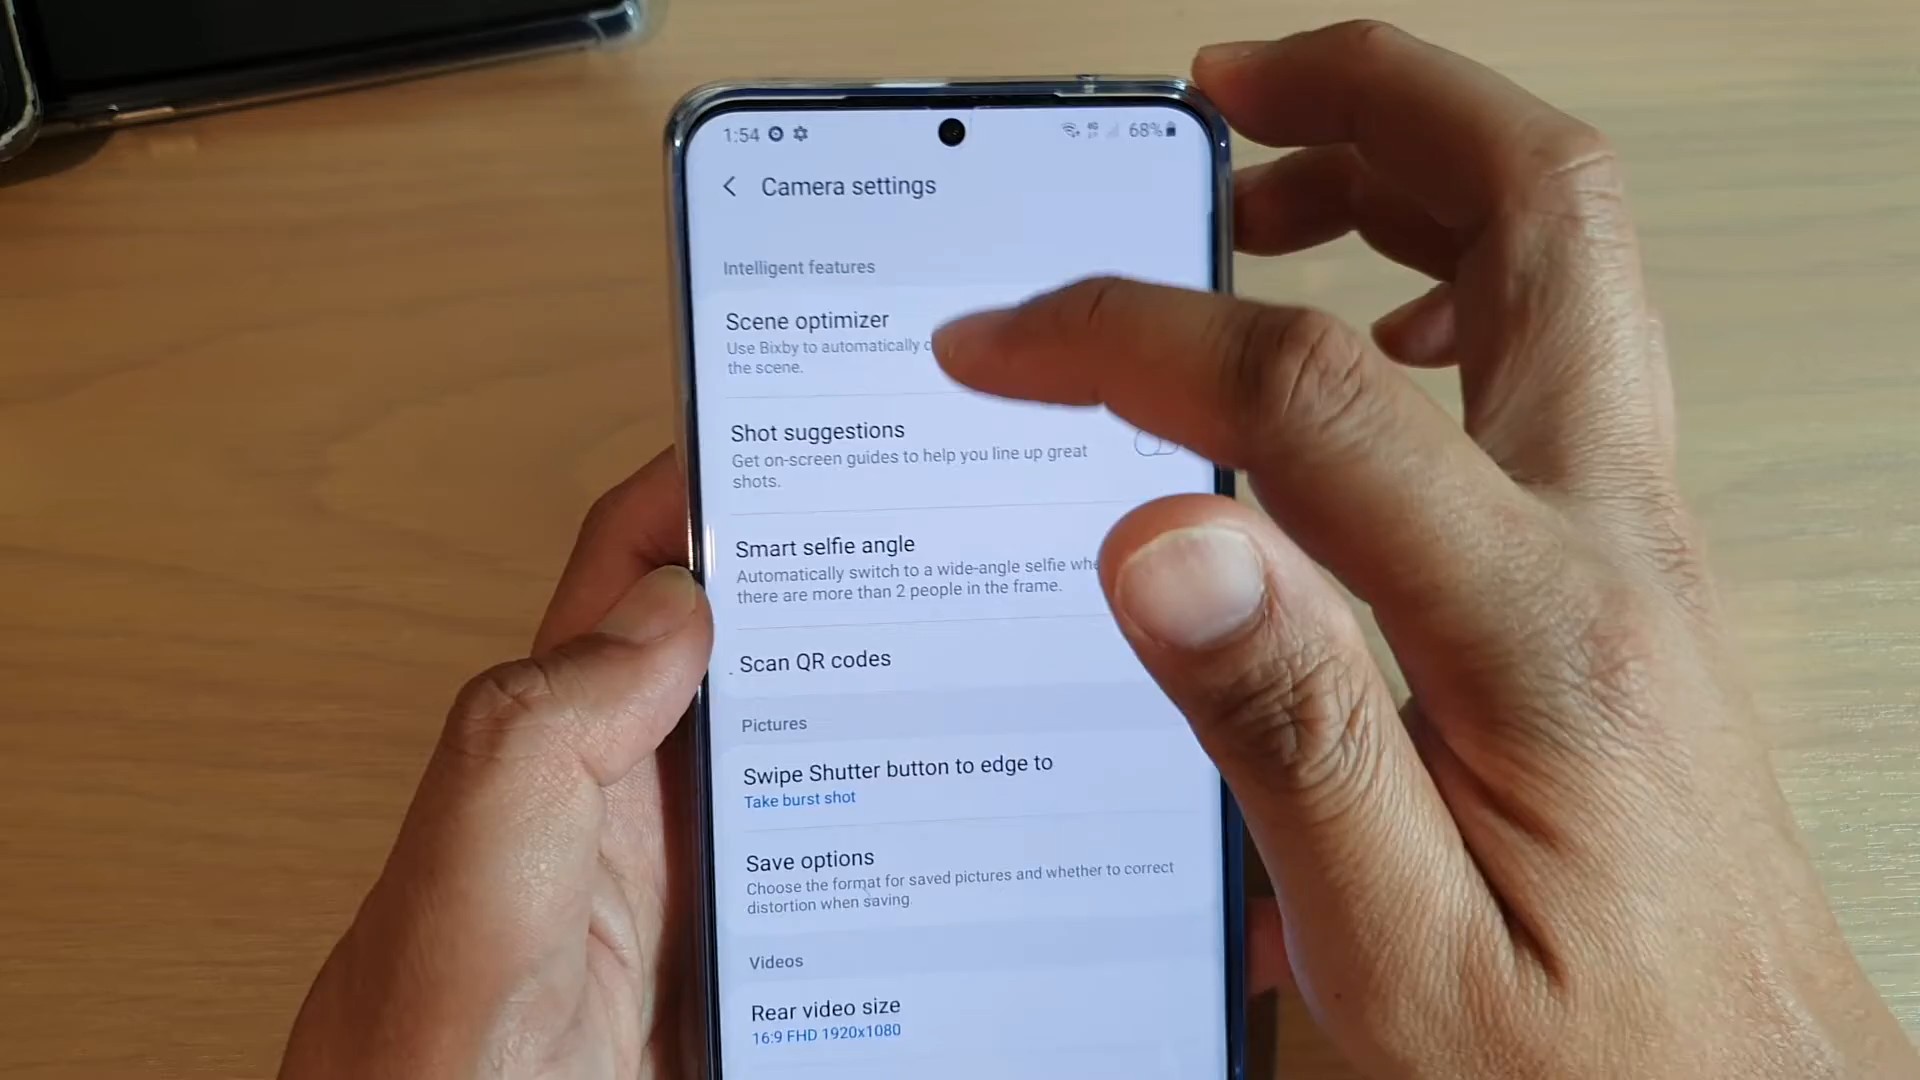 1:54 68%
Camera settings
Intelligent features
Scene optimizer
Use Bixby to automatically
the scene.
Shot suggestions
Get on-screen guides to help you line up great
shots.
Smart selfie angle
Automatically switch to a wide-angle selfie
there are more than 2 people in the frame.
Scan QR codes
Pictures
Swipe Shutter button to edge to
Take burst shot
Save options
Choose the format for saved pictures and whether to correct
distortion when saving.
Videos
Rear video size
16:9 FHD 1920x1080